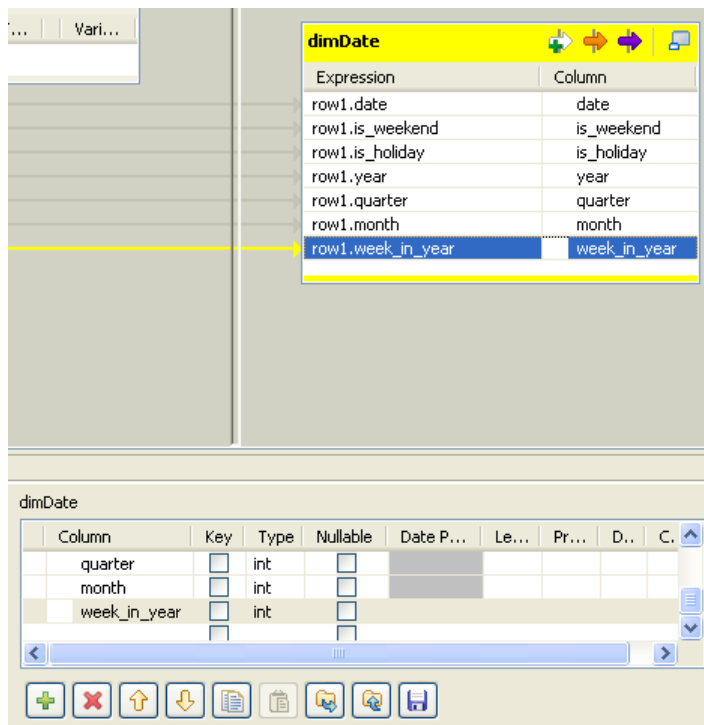 ... Vari...
dimDate
Expression Column
row1.date date
row1.is_weekend is_weekend
row1.is_holiday is_holiday
row1.year year
row1.quarter quarter
row1.month month
row1.week_in_year week_in_year
dimDate
Column Key Type Nullable Date P... Le... Pr... D.. C.
quarter int
month int
week_in_year int